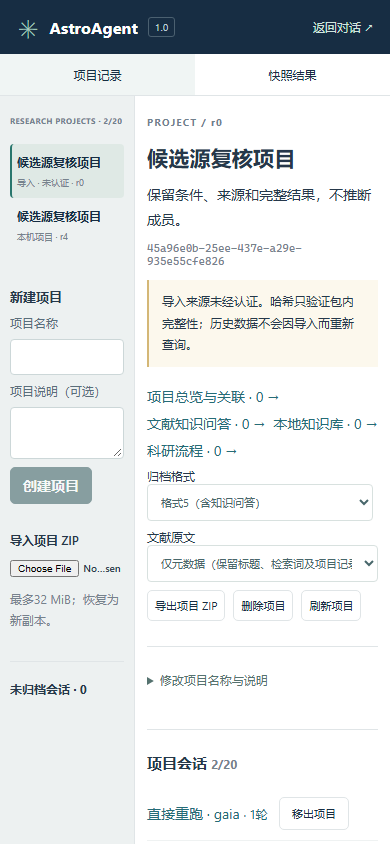 AstroAgent
1.0
返回对话 ↗
项目记录
快照结果
RESEARCH PROJECTS · 2/20
候选源复核项目
导入 · 未认证 · r0
候选源复核项目
本机项目 · r4
新建项目
项目名称
项目说明（可选）
创建项目
导入项目 ZIP
Choose File No...sen
最多32 MiB；恢复为
新副本。
未归档会话 · 0
PROJECT / r0
候选源复核项目
保留条件、来源和完整结果，不推断
成员。
45a96e0b-25ee-437e-a29e-
935e55cfe826
导入来源未经认证。哈希只验证包内
完整性；历史数据不会因导入而重新
查询。
项目总览与关联 · 0 →
文献知识问答 · 0 → 本地知识库 · 0 →
科研流程 · 0 →
归档格式
格式5（含知识问答）
文献原文
仅元数据（保留标题、检索词及项目记录
导出项目 ZIP 删除项目 刷新项目
▶ 修改项目名称与说明
项目会话 2/20
直接重跑 · gaia · 1轮 移出项目